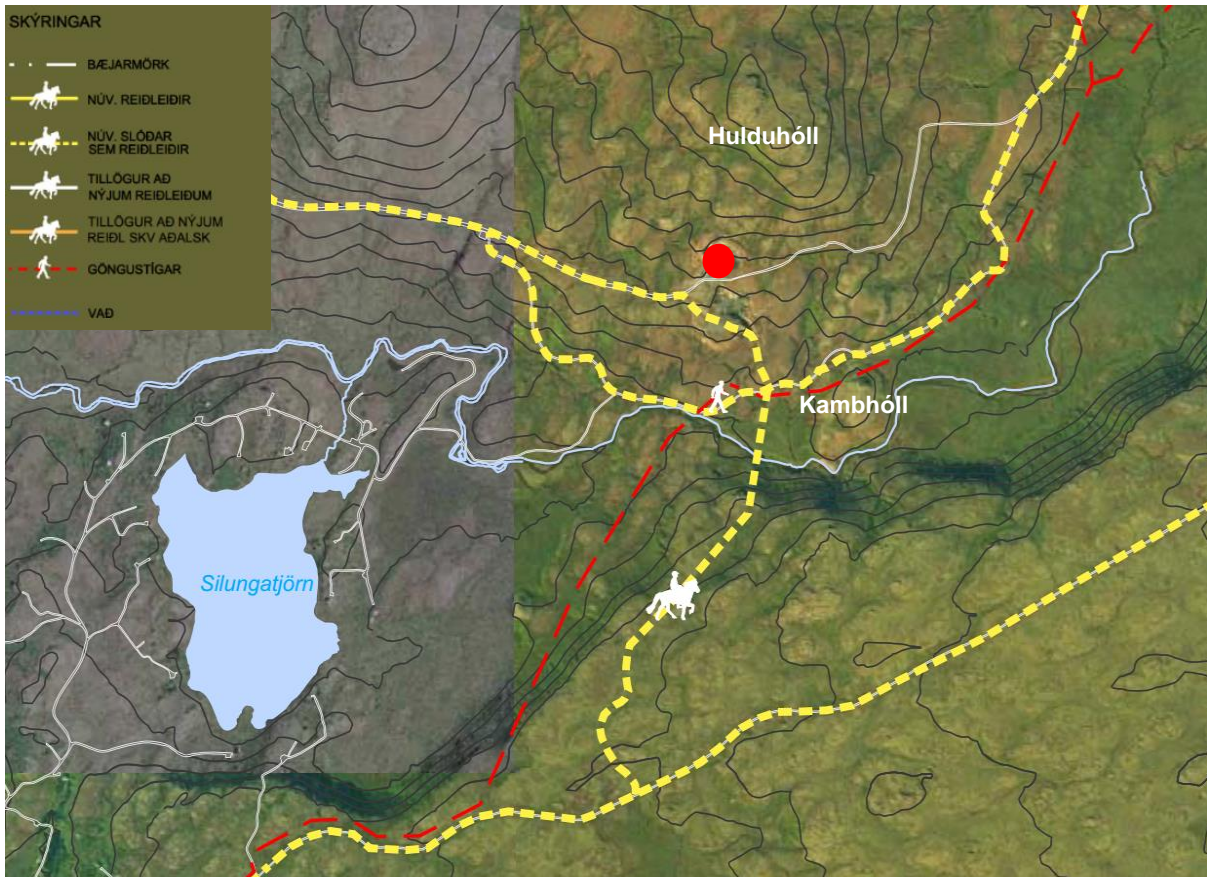 SKÝRINGAR
BÆJARMÖRK
NÚV. REIÐLEIÐIR
NÚV. SLÓÐAR
SEM REIÐLEIÐIR
TILLÖGUR AÐ
NÝJUM REIÐLEIÐUM
TILLÖGUR AÐ NÝJUM
REIÐL SKV AÐALSK
GÖNGUSTÍGAR
VAÐ
Hulduhóll
Kambhóll
Silungatjörn